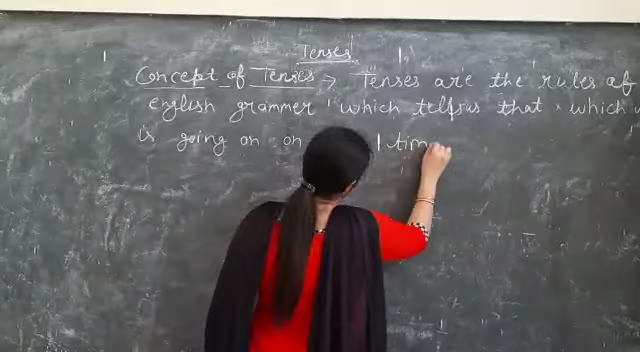 Tenses
Concept of Tenses → Tenses are the rules of
english grammer which tells us that which
is going on on tim